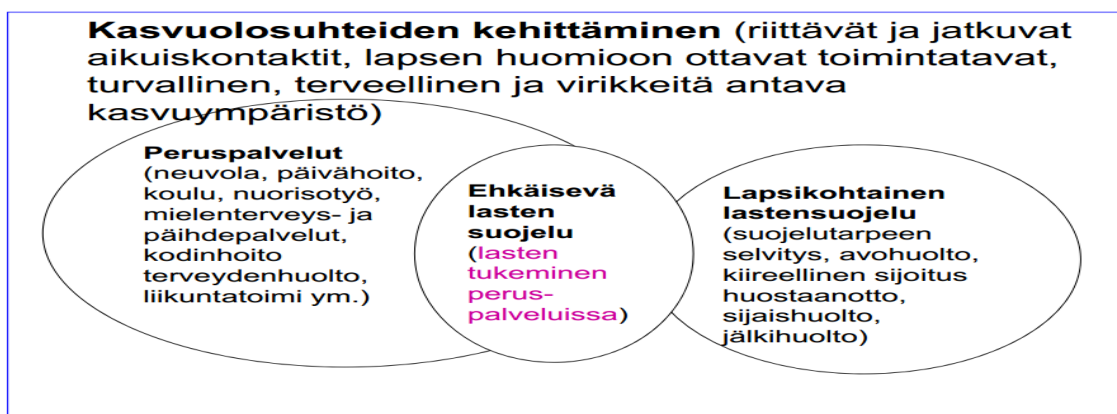 Kasvuolosuhteiden kehittäminen (riittävät ja jatkuvat
aikuiskontaktit, lapsen huomioon ottavat toimintatavat,
turvallinen, terveellinen ja virikkeitä antava
kasvuympäristö)
Peruspalvelut
(neuvola, päivähoito,
koulu, nuorisotyö,
mielenterveys- ja
päihdepalvelut,
kodinhoito
terveydenhuolto,
liikuntatoimi ym.)
Ehkäisevä
lasten
suojelu
(lasten
tukeminen
perus-
palveluissa)
Lapsikohtainen
lastensuojelu
(suojelutarpeen
selvitys, avohuolto,
kiireellinen sijoitus
huostaanotto,
sijaishuolto,
jälkihuolto)